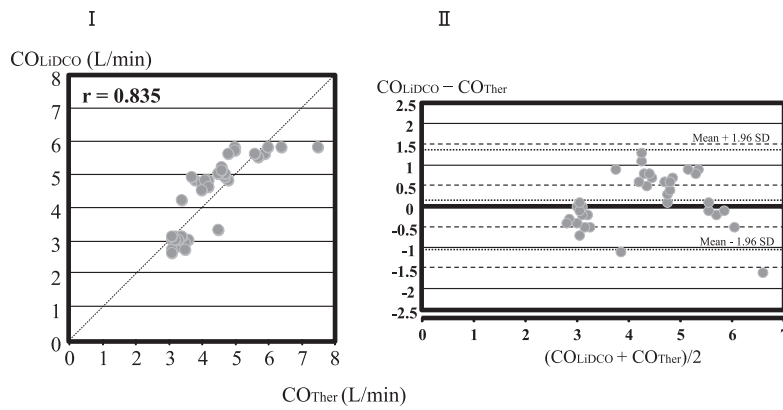 I
II
COLiDCO (L/min)
r = 0.835
8
7
6
5
4
3
2
1
0
0 1 2 3 4 5 6 7 8
COTher (L/min)
COLiDCO – COTher
2.5
2
1.5
1
0.5
0
-0.5
-1
-1.5
-2
-2.5
Mean + 1.96 SD
Mean - 1.96 SD
0 1 2 3 4 5 6 7
(COLiDCO + COTher)/2